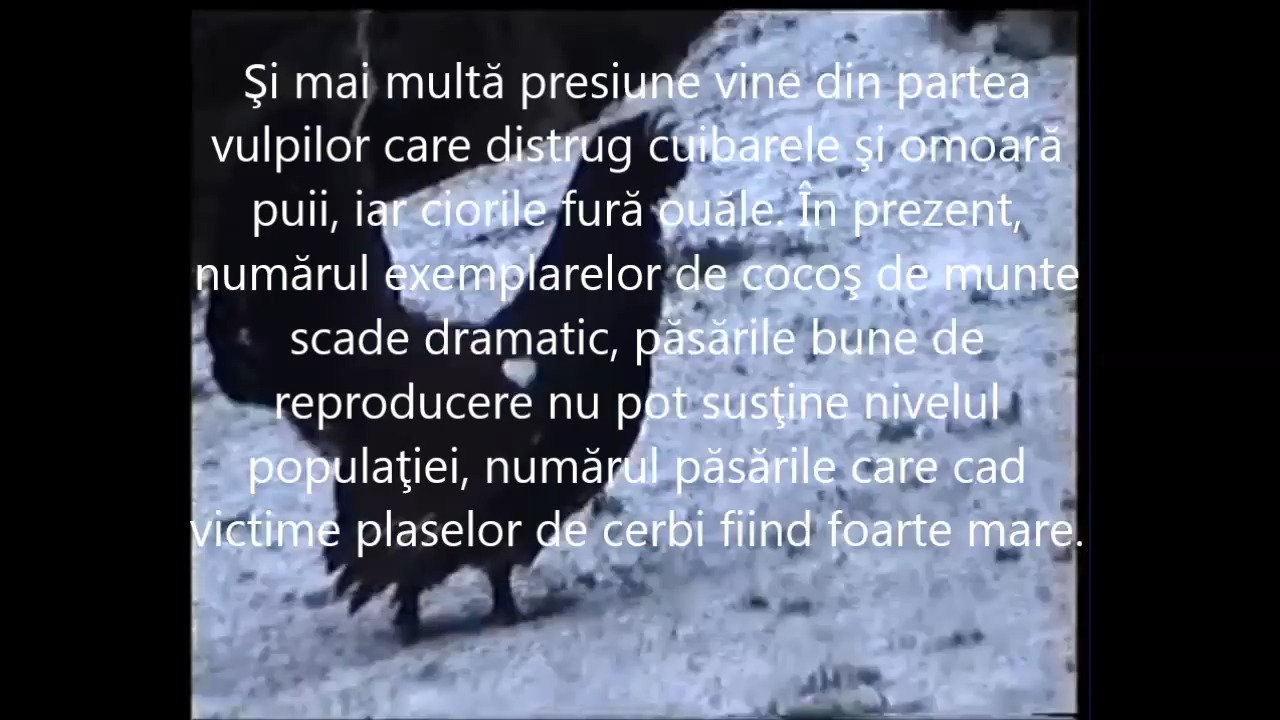 Şi mai multă presiune vine din partea
vulpilor care distrug cuibarele şi omoară
puii, iar ciorile fură ouăle. În prezent,
numărul exemplarelor de cocoş de munte
scade dramatic, păsările bune de
reproducere nu pot susţine nivelul
populaţiei, numărul păsările care cad
victime plaselor de cerbi fiind foarte mare.